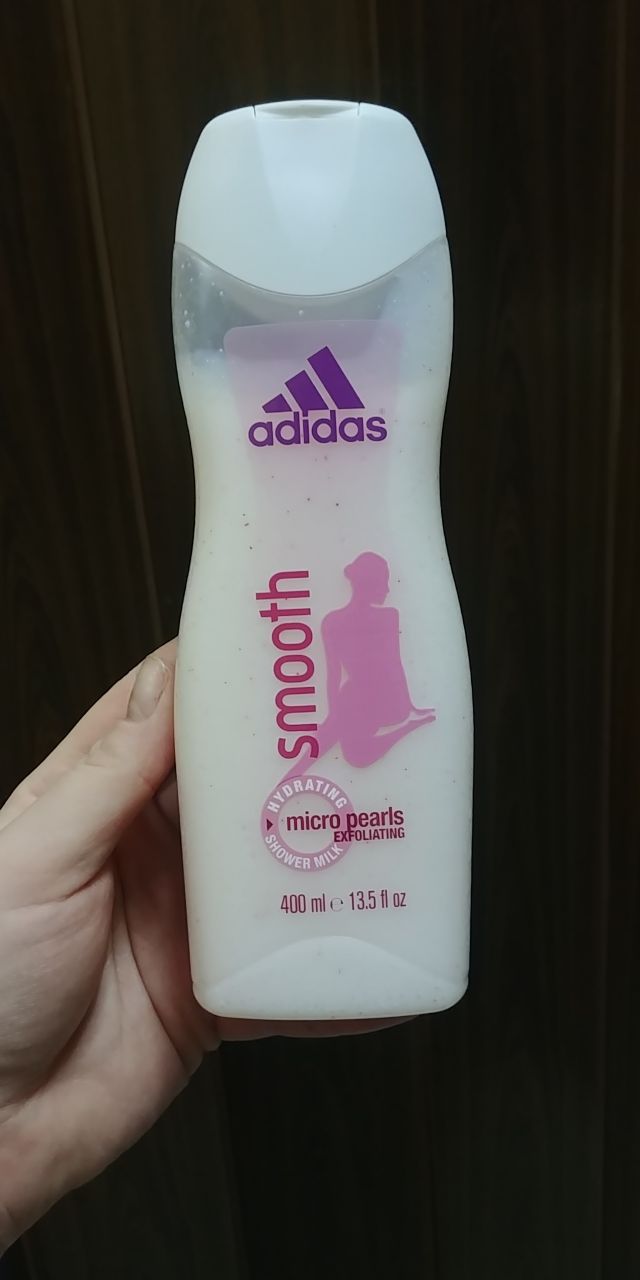 adidas
smooth
HYDRATING
micro pearls
EXFOLIATING
SHOWER MILK
400 ml ℮ 13.5 fl oz